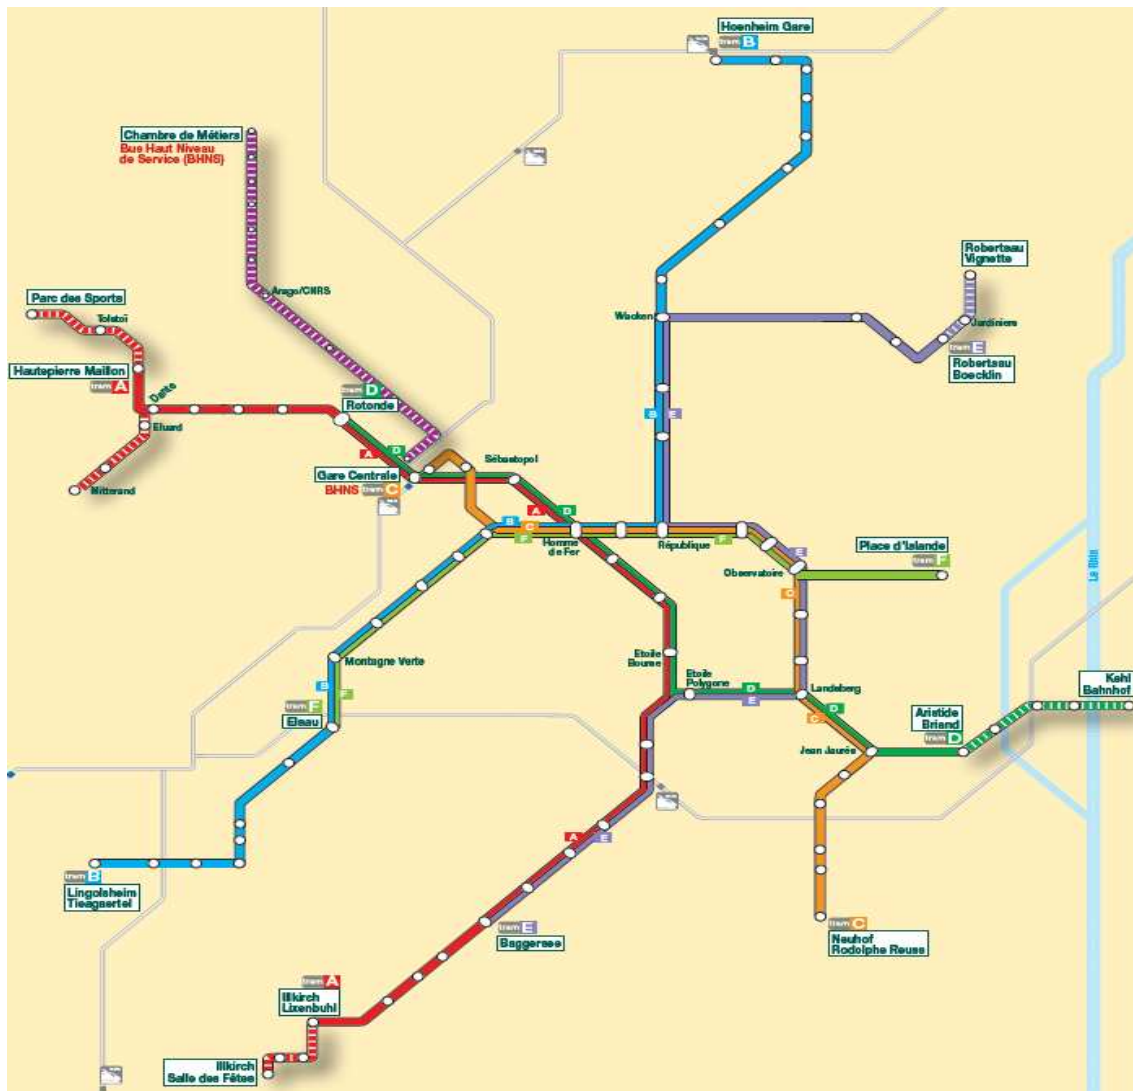 Hoenheim Gare
tram B
Chambre de Métiers
Bus Haut Niveau
de Service (BHNS)
Robertsau
Vignette
Parc des Sports
Arago/CNRS
Tolstoï
Wacken
Jardiniers
tram E
Robertsau
Boecklin
Hautepierre Maillon
tram A
Dante
tram D
Rotonde
B
E
Eluard
D
A
Sébastopol
Gare Centrale
BHNS
tram C
Mitterand
A
D
B
C
F
Homme
de Fer
République
F
E
Place d'Islande
tram F
Observatoire
C
Le Rhin
Montagne Verte
Etoile
Bourse
Etoile
Polygone
D
E
Landsberg
Kehl
Bahnhof
B
F
tram F
Elsau
D
C
Aristide
Briand
tram D
Jean Jaurès
A
E
tram B
Lingolsheim
Tiergaertel
tram E
Baggersee
tram C
Neuhof
Rodolphe Reuss
tram A
Illkirch
Lixenbuhl
Illkirch
Salle des Fêtes